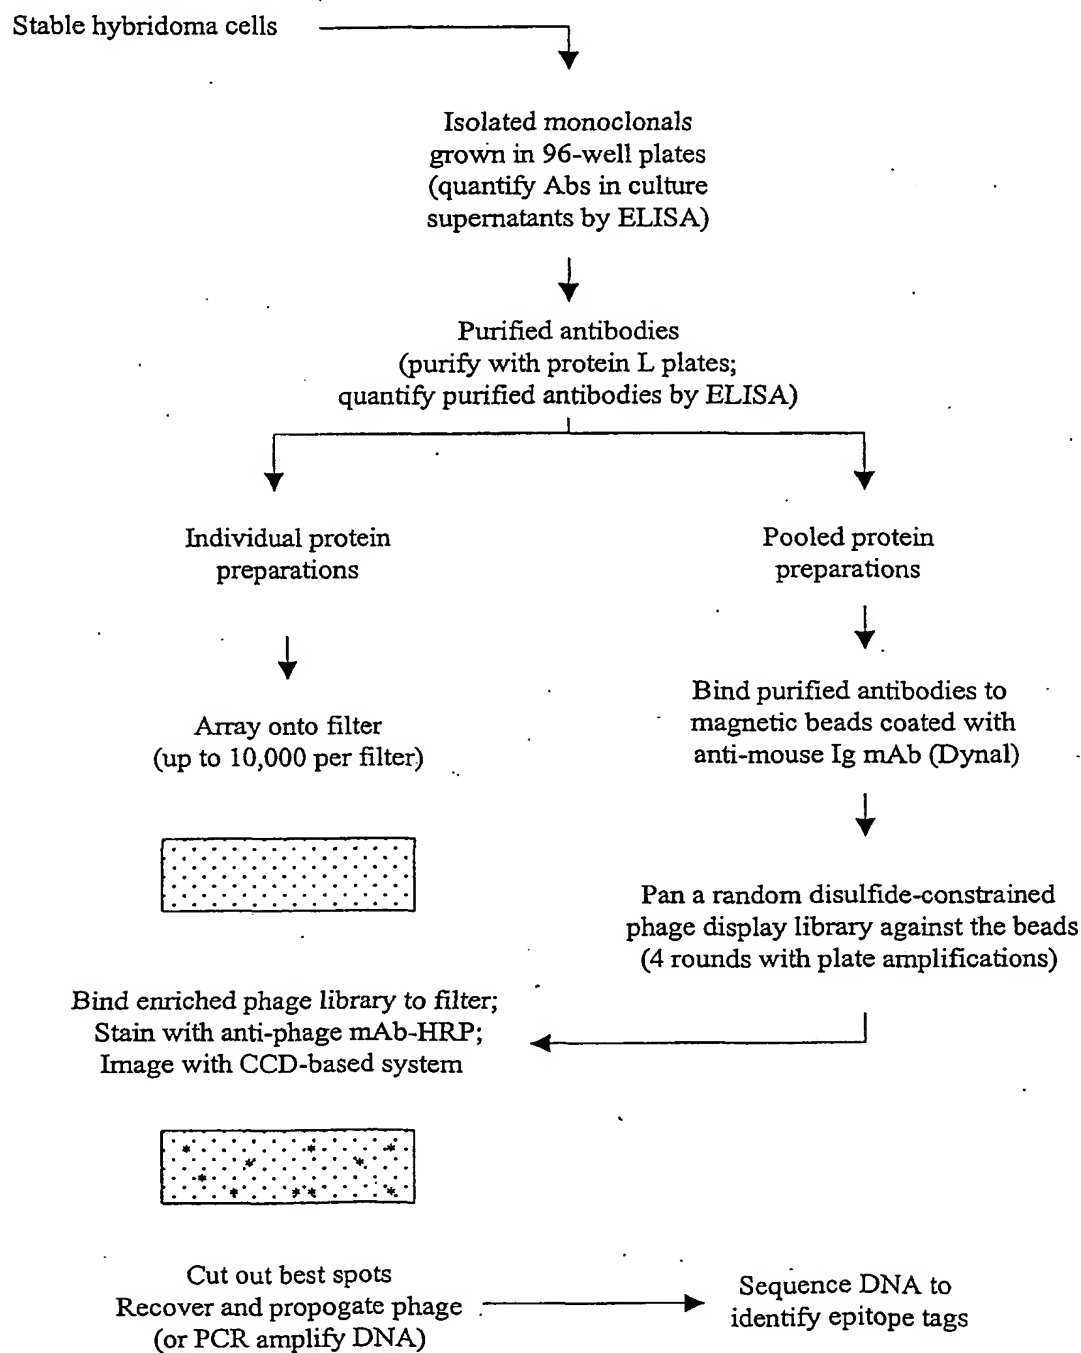 Stable hybridoma cells
Isolated monoclonals
grown in 96-well plates
(quantify Abs in culture
supernatants by ELISA)
Purified antibodies
(purify with protein L plates;
quantify purified antibodies by ELISA)
Individual protein
preparations
Pooled protein
preparations
Array onto filter
(up to 10,000 per filter)
Bind purified antibodies to
magnetic beads coated with
anti-mouse Ig mAb (Dynal)
Pan a random disulfide-constrained
phage display library against the beads
(4 rounds with plate amplifications)
Bind enriched phage library to filter;
Stain with anti-phage mAb-HRP;
Image with CCD-based system
Cut out best spots
Recover and propogate phage
(or PCR amplify DNA)
Sequence DNA to
identify epitope tags